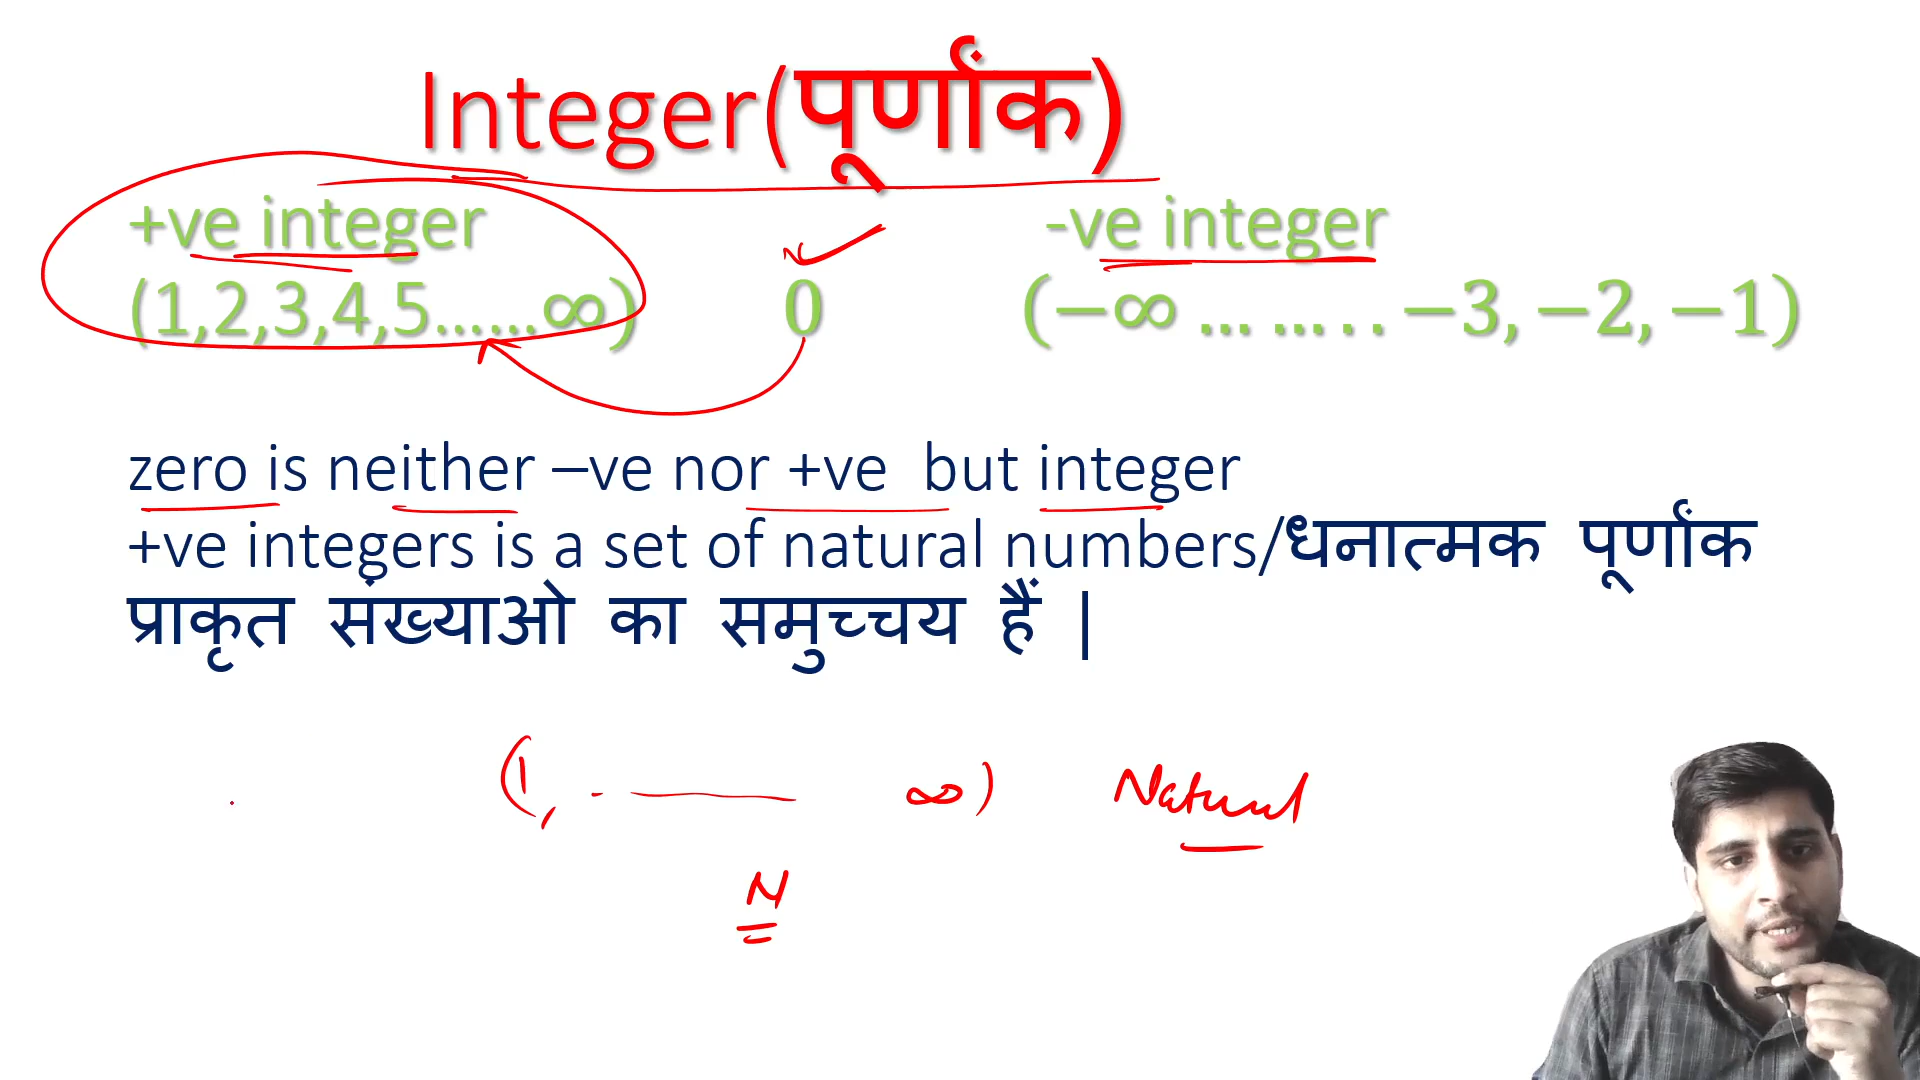 Integer(पूर्णांक)
+ve integer
-ve integer
(1,2,3,4,5……∞)
0
(−∞ … … . . −3, −2, −1)
zero is neither –ve nor +ve but integer
+ve integers is a set of natural numbers/धनात्मक पूर्णांक
प्राकृत संख्याओ का समुच्चय हैं |
(1, ∞) Natural
N